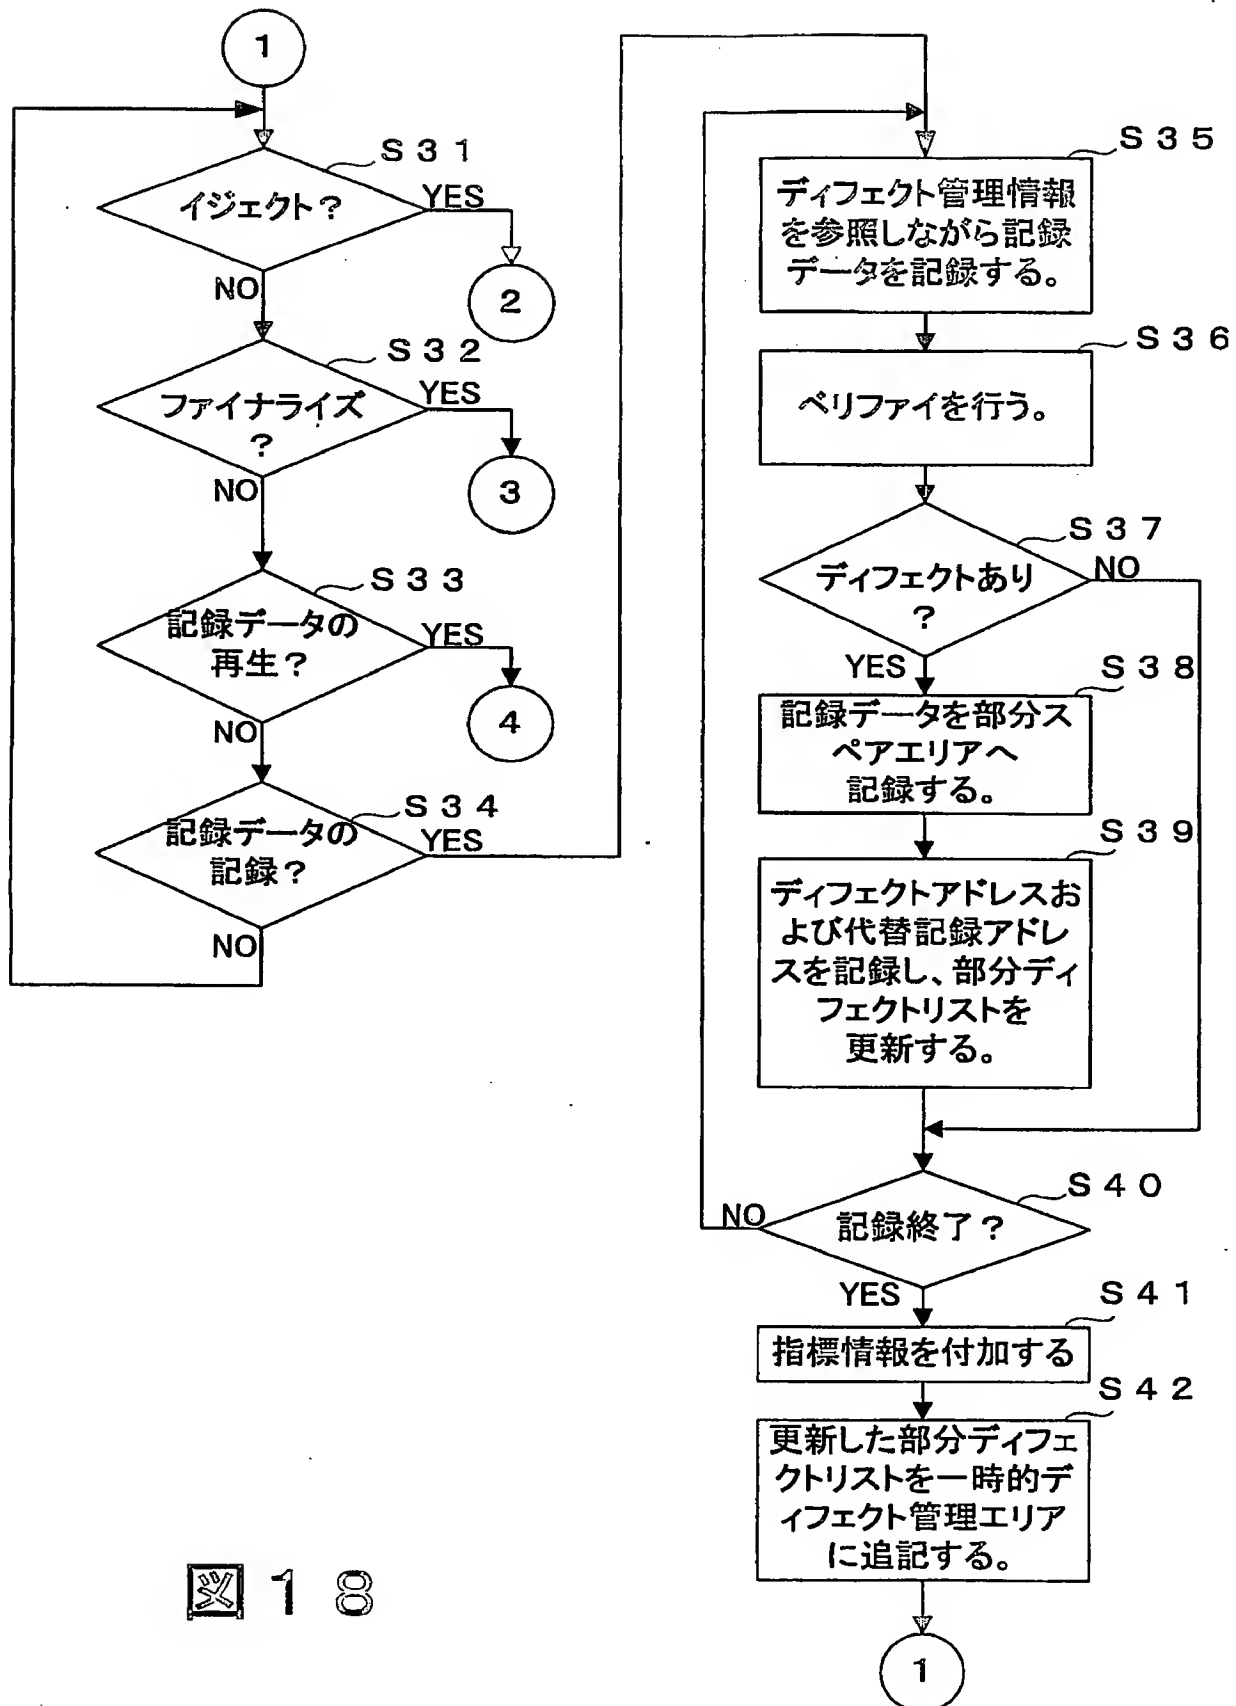 1
S31
イジェクト?
YES
NO
2
S32
ファイナライズ
?
YES
NO
3
S33
記録データの
再生?
YES
NO
4
S34
記録データの
記録?
YES
NO
S35
ディフェクト管理情報
を参照しながら記録
データを記録する。
S36
ベリファイを行う。
S37
ディフェクトあり
?
NO
YES
S38
記録データを部分ス
ペアエリアへ
記録する。
S39
ディフェクトアドレスお
よび代替記録アドレ
スを記録し、部分ディ
フェクトリストを
更新する。
S40
記録終了?
NO
YES
S41
指標情報を付加する
S42
更新した部分ディフェ
クトリストを一時的デ
ィフェクト管理エリア
に追記する。
1
図18